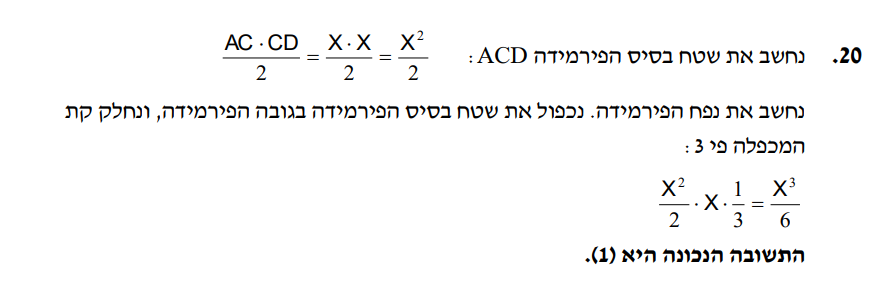 20. נחשב את שטח בסיס הפירמידה ACD: AC · CD / 2 = X · X / 2 = X² / 2
נחשב את נפח הפירמידה. נכפול את שטח בסיס הפירמידה בגובה הפירמידה, ונחלק קת
המכפלה פי 3:
X² / 2 · X · 1 / 3 = X³ / 6
התשובה הנכונה היא (1).